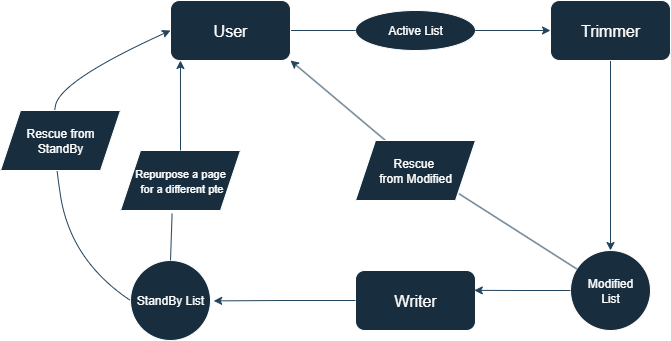 User
Active List
Trimmer
Rescue from
StandBy
Repurpose a page
for a different pte
Rescue
from Modified
StandBy List
Writer
Modified
List